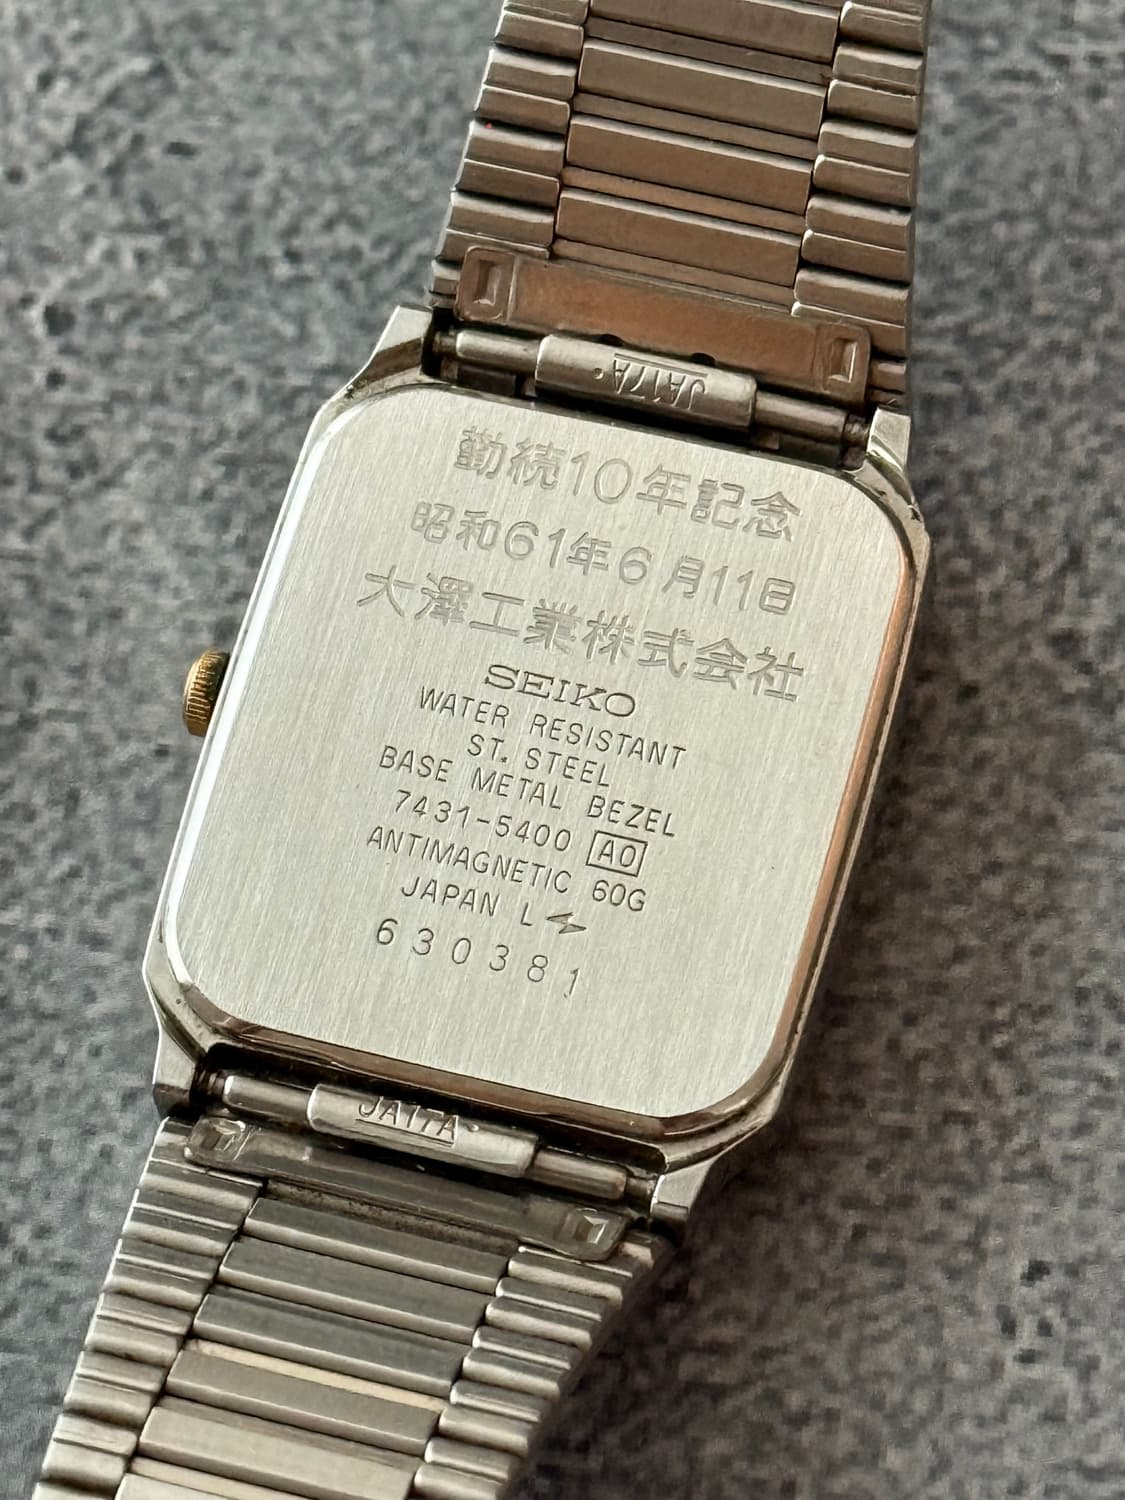 JA17A
勤続10年記念
昭和61年6月11日
大澤工業株式会社
SEIKO
WATER RESISTANT
ST. STEEL
BASE METAL BEZEL
7431-5400 A0
ANTIMAGNETIC 60G
JAPAN L
630381
JA17A